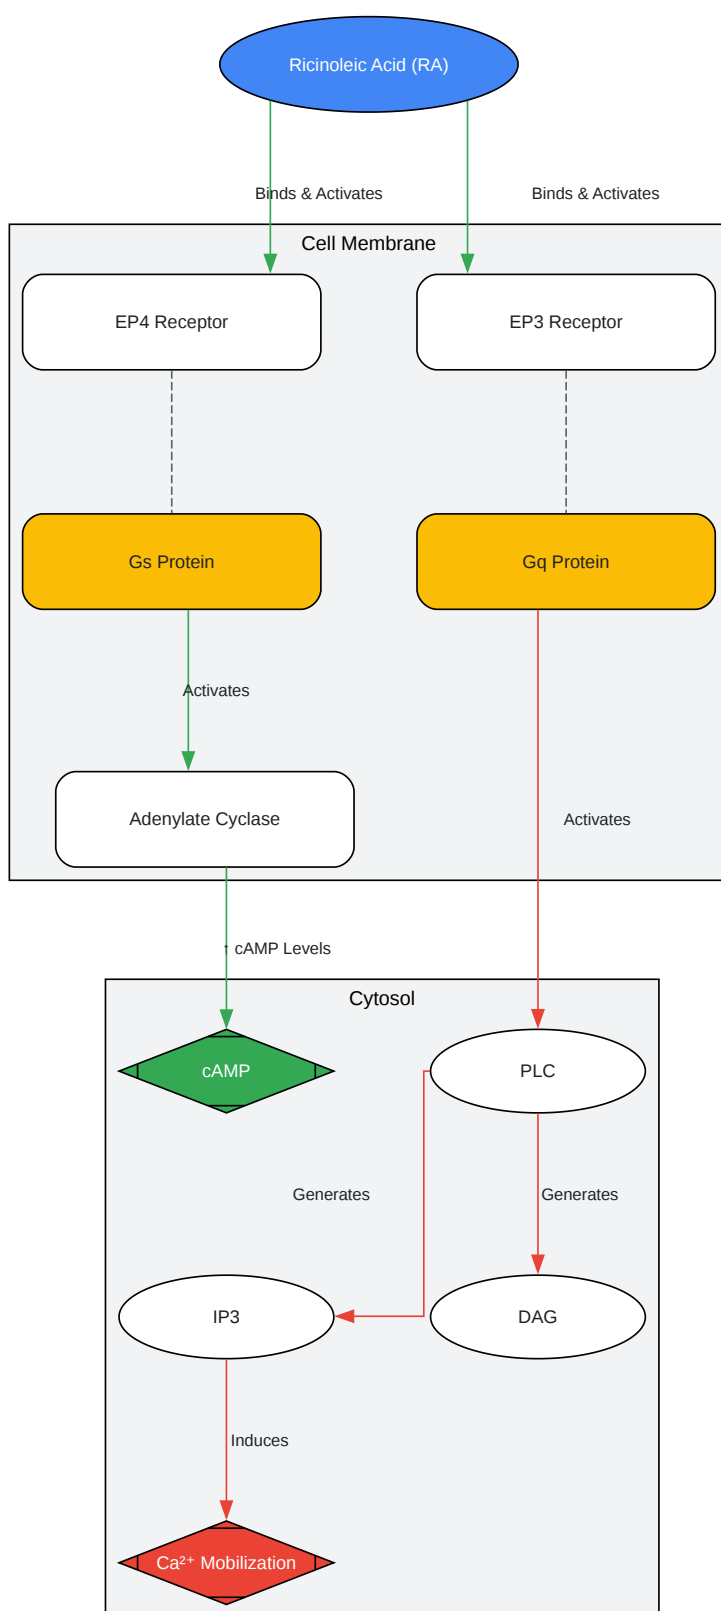 Ricinoleic Acid (RA)
Binds & Activates
Binds & Activates
Cell Membrane
EP4 Receptor
EP3 Receptor
Gs Protein
Gq Protein
Activates
Adenylate Cyclase
Activates
↑ cAMP Levels
Cytosol
cAMP
PLC
Generates
Generates
IP3
DAG
Induces
Ca²⁺ Mobilization